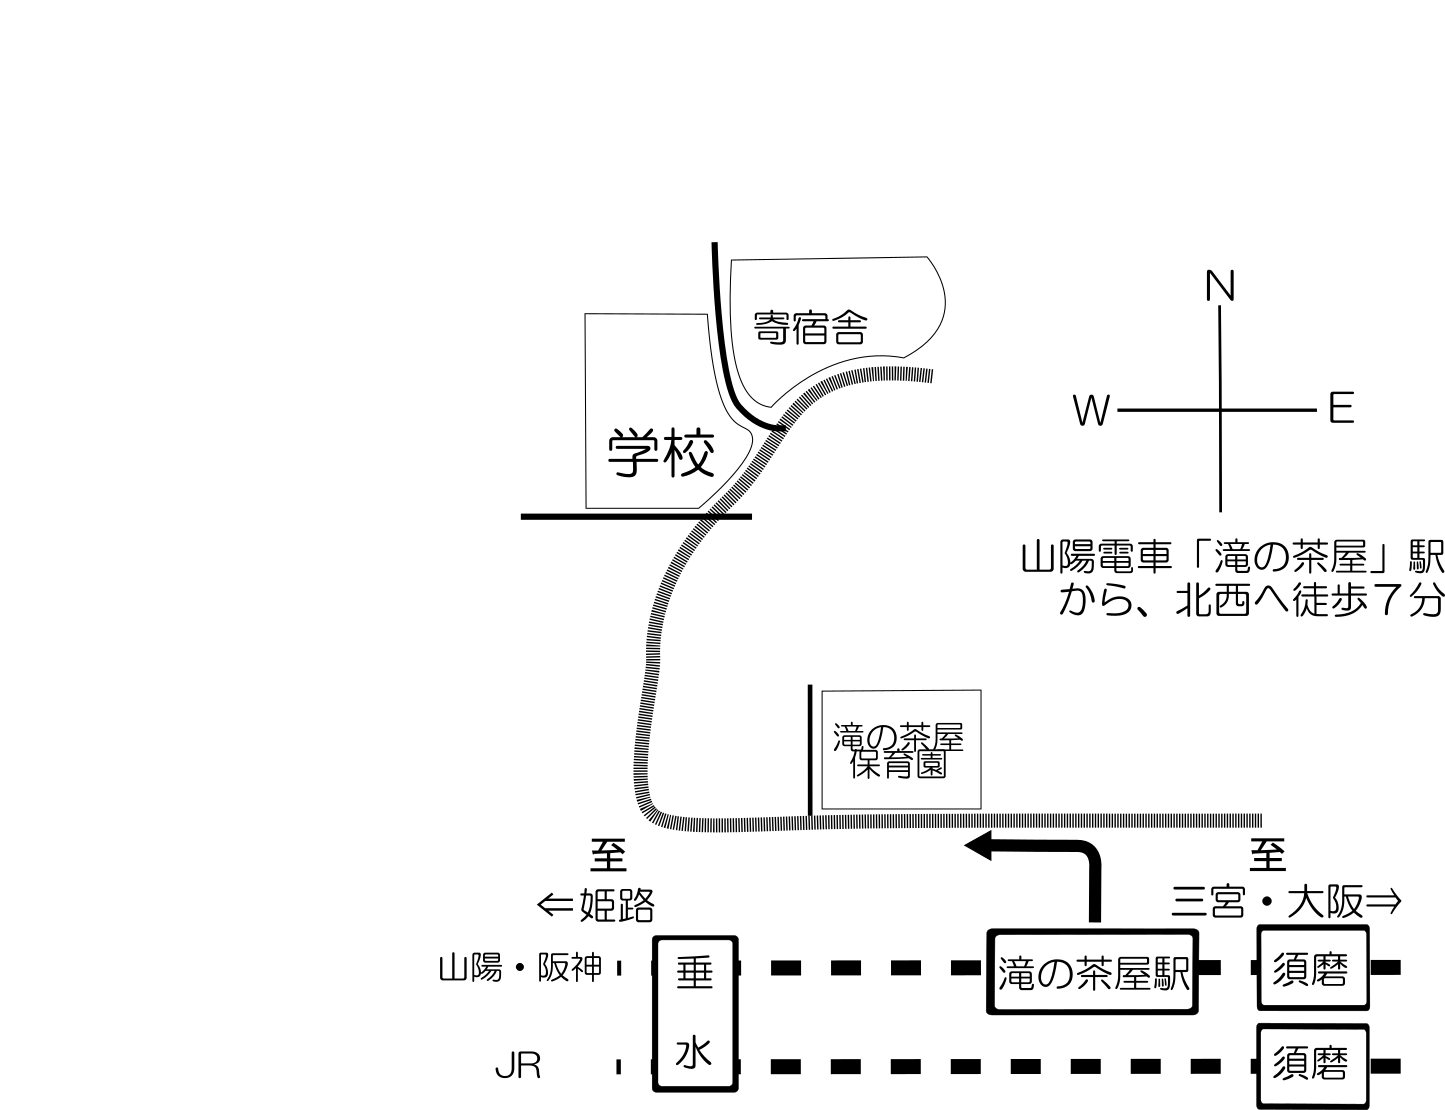 N
寄宿舎
W
E
学校
山陽電車「滝の茶屋」駅
から、北西へ徒歩７分
滝の茶屋
保育園
至
⇐姫路
至
三宮・大阪⇒
山陽・阪神
垂水
滝の茶屋駅
須磨
JR
須磨